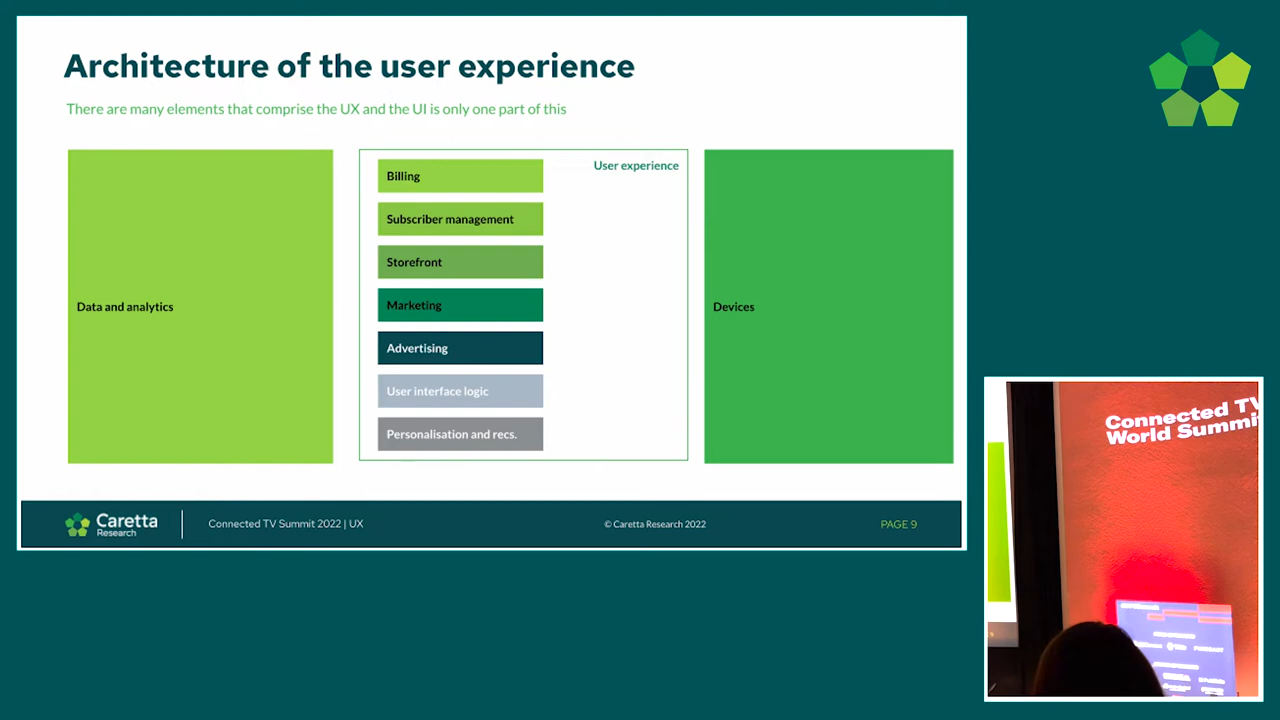 Architecture of the user experience
There are many elements that comprise the UX and the UI is only one part of this
Data and analytics
User experience
Billing
Subscriber management
Storefront
Marketing
Advertising
User interface logic
Personalisation and recs.
Devices
Caretta
Research
Connected TV Summit 2022 | UX
© Caretta Research 2022
PAGE 9
Connected TV
World Summit